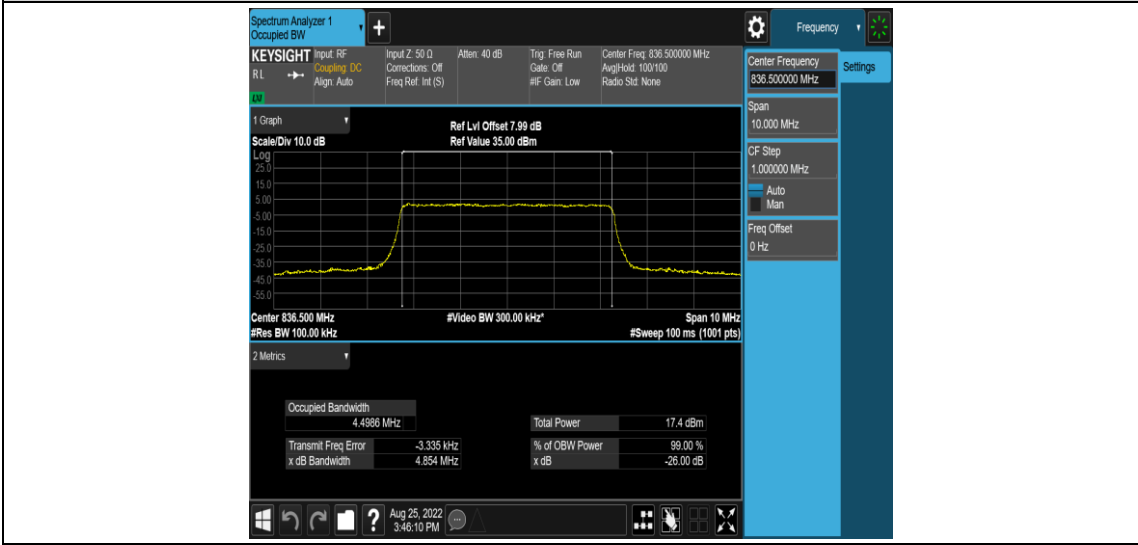 Spectrum Analyzer 1
Occupied BW
+
Frequency
KEYSIGHT
Input: RF
Input Z: 50 Ω
Atten: 40 dB
Trig: Free Run
Center Freq: 836.500000 MHz
RL
Coupling: DC
Corrections: Off
Gate: Off
Avg|Hold: 100/100
Align: Auto
Freq Ref: Int (S)
#IF Gain: Low
Radio Std: None
LXI
Center Frequency
836.500000 MHz
Settings
Span
10.000 MHz
CF Step
1.000000 MHz
Auto
Man
Freq Offset
0 Hz
1 Graph
Ref Lvl Offset 7.99 dB
Scale/Div 10.0 dB
Ref Value 35.00 dBm
Log
25.0
15.0
5.00
-5.00
-15.0
-25.0
-35.0
-45.0
-55.0
Center 836.500 MHz
#Video BW 300.00 kHz*
Span 10 MHz
#Res BW 100.00 kHz
#Sweep 100 ms (1001 pts)
2 Metrics
Occupied Bandwidth
4.4986 MHz
Total Power 17.4 dBm
Transmit Freq Error -3.335 kHz
% of OBW Power 99.00 %
x dB Bandwidth 4.854 MHz
x dB -26.00 dB
?
Aug 25, 2022
3:46:10 PM